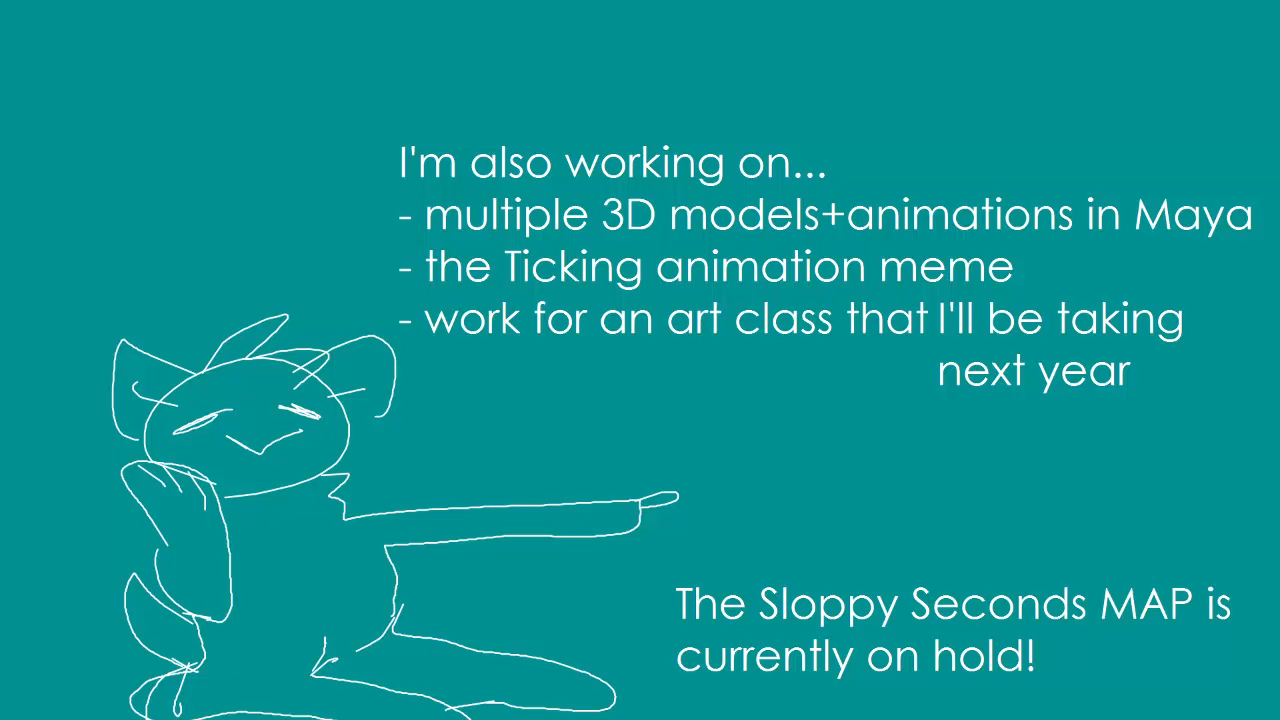 I'm also working on...
- multiple 3D models+animations in Maya
- the Ticking animation meme
- work for an art class that I'll be taking
next year
The Sloppy Seconds MAP is
currently on hold!